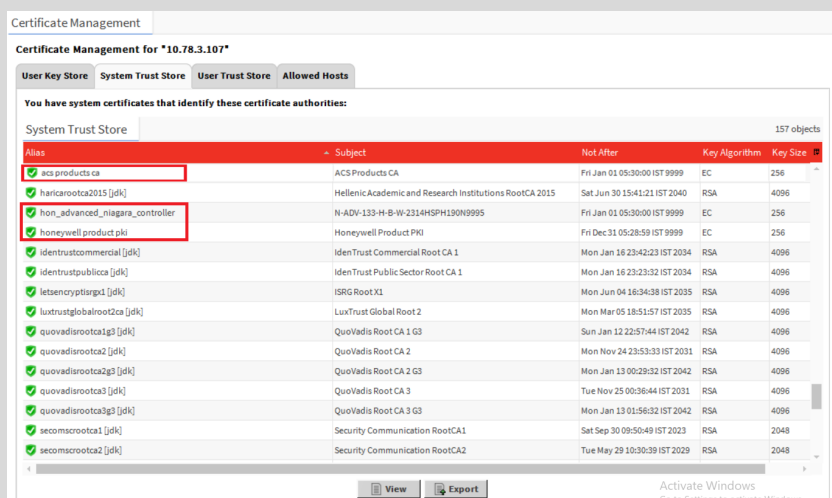 Certificate Management
Certificate Management for "10.78.3.107"
User Key Store System Trust Store User Trust Store Allowed Hosts
You have system certificates that identify these certificate authorities:
System Trust Store 157 objects
Alias Subject Not After Key Algorithm Key Size
acs products ca ACS Products CA Fri Jan 01 05:30:00 IST 9999 EC 256
haricarootca2015 [jdk] Hellenic Academic and Research Institutions RootCA 2015 Sat Jun 30 15:41:21 IST 2040 RSA 4096
hon_advanced_niagara_controller N-ADV-133-H-B-W-2314HSPH190N9995 Fri Jan 01 05:30:00 IST 9999 EC 256
honeywell product pki Honeywell Product PKI Fri Dec 31 05:28:59 IST 9999 EC 256
identrustcommercial [jdk] IdenTrust Commercial Root CA 1 Mon Jan 16 23:42:23 IST 2034 RSA 4096
identrustpublicca [jdk] IdenTrust Public Sector Root CA 1 Mon Jan 16 23:23:32 IST 2034 RSA 4096
letsencryptisrgx1 [jdk] ISRG Root X1 Mon Jun 04 16:34:38 IST 2035 RSA 4096
luxtrustglobalroot2ca [jdk] LuxTrust Global Root 2 Mon Mar 05 18:51:57 IST 2035 RSA 4096
quovadisrootca1g3 [jdk] QuoVadis Root CA 1 G3 Sun Jan 12 22:57:44 IST 2042 RSA 4096
quovadisrootca2 [jdk] QuoVadis Root CA 2 Mon Nov 24 23:53:33 IST 2031 RSA 4096
quovadisrootca2g3 [jdk] QuoVadis Root CA 2 G3 Mon Jan 13 00:29:32 IST 2042 RSA 4096
quovadisrootca3 [jdk] QuoVadis Root CA 3 Tue Nov 25 00:36:44 IST 2031 RSA 4096
quovadisrootca3g3 [jdk] QuoVadis Root CA 3 G3 Mon Jan 13 01:56:32 IST 2042 RSA 4096
secomscrootca1 [jdk] Security Communication RootCA1 Sat Sep 30 09:50:49 IST 2023 RSA 2048
secomscrootca2 [jdk] Security Communication RootCA2 Tue May 29 10:30:39 IST 2029 RSA 2048
View Export
Activate Windows